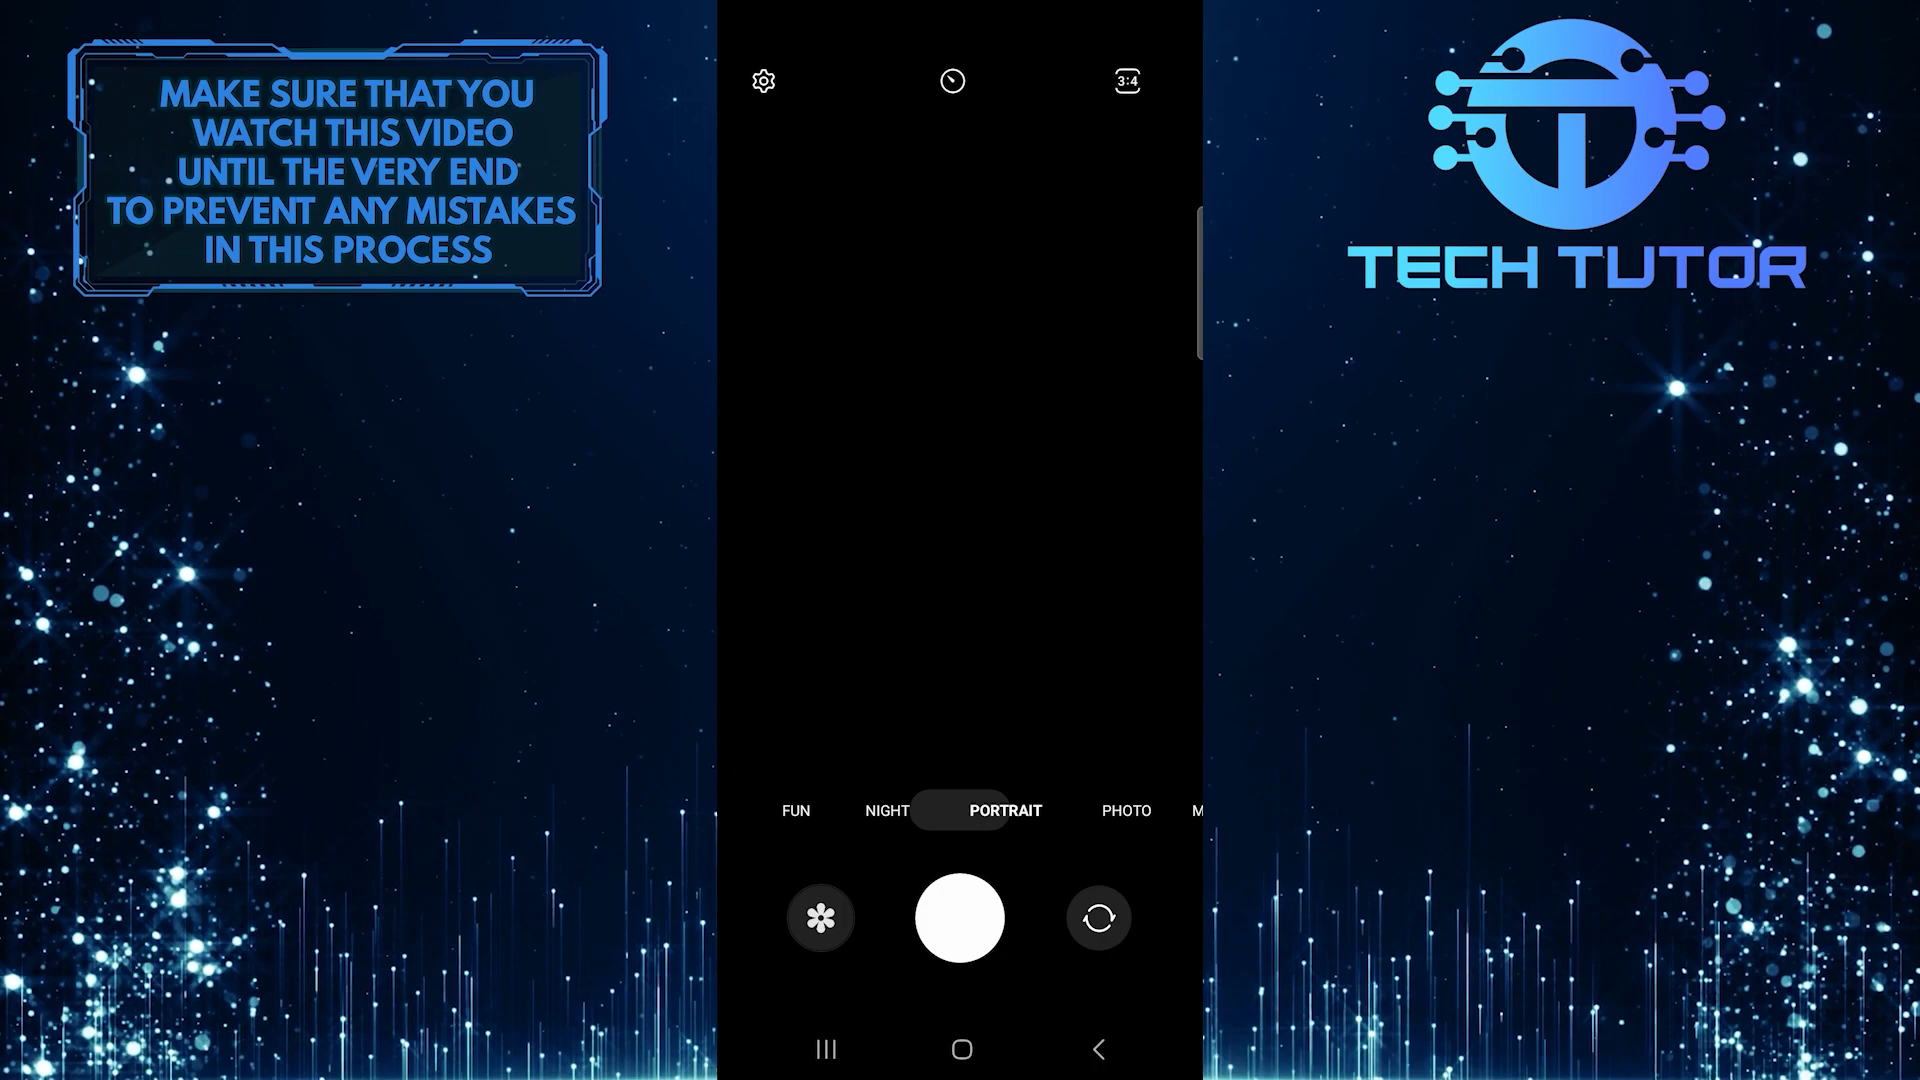 MAKE SURE THAT YOU
WATCH THIS VIDEO
UNTIL THE VERY END
TO PREVENT ANY MISTAKES
IN THIS PROCESS
3:4
TECH TUTOR
FUN NIGHT PORTRAIT PHOTO M